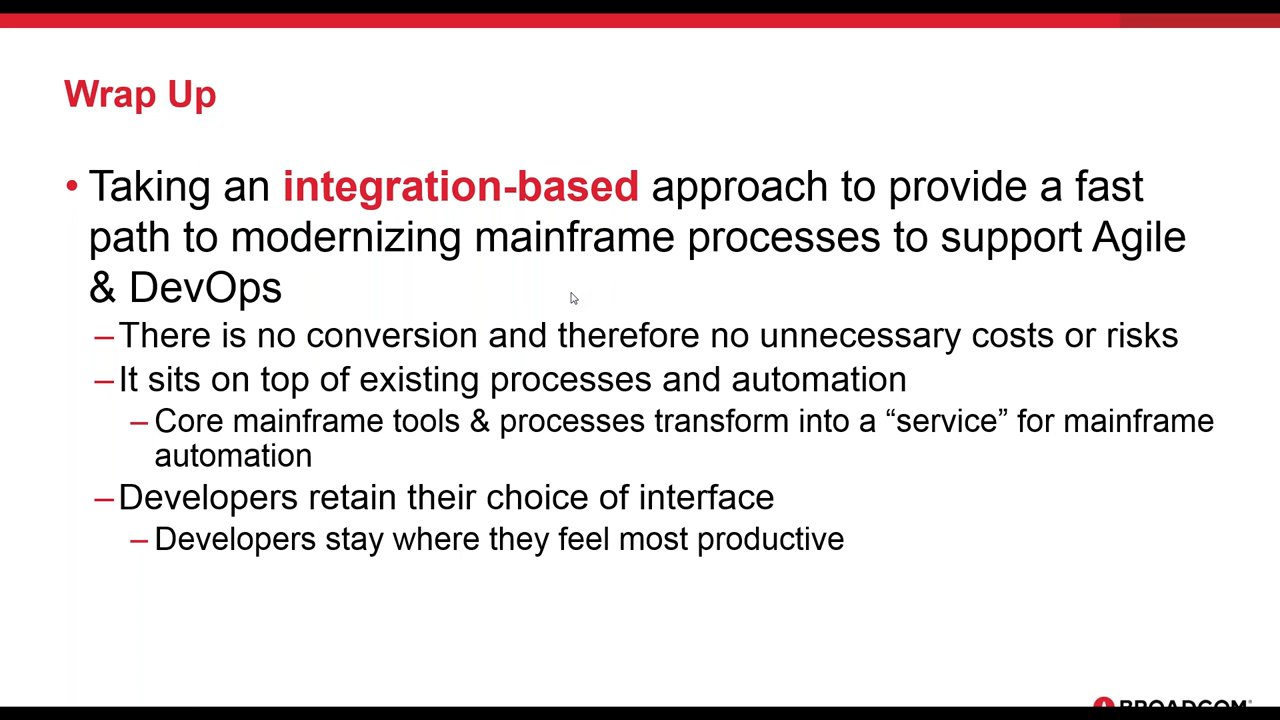 Wrap Up
• Taking an integration-based approach to provide a fast
path to modernizing mainframe processes to support Agile
& DevOps
– There is no conversion and therefore no unnecessary costs or risks
– It sits on top of existing processes and automation
– Core mainframe tools & processes transform into a “service” for mainframe
automation
– Developers retain their choice of interface
– Developers stay where they feel most productive
BROADCOM®